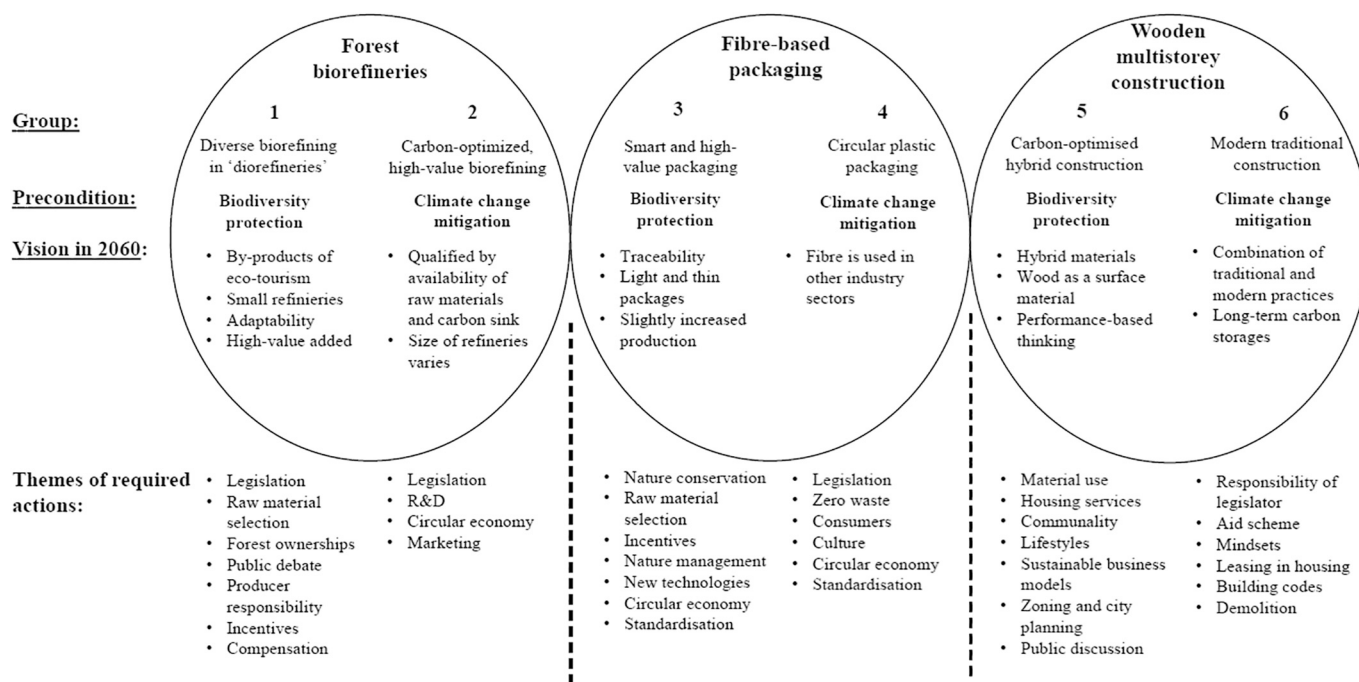 Forest
biorefineries
Fibre-based
packaging
Wooden
multistorey
construction
Group:
1
2
3
4
5
6
Diverse biorefining
in ‘diorefineries’
Carbon-optimized,
high-value biorefining
Smart and high-
value packaging
Circular plastic
packaging
Carbon-optimised
hybrid construction
Modern traditional
construction
Precondition:
Biodiversity
protection
Climate change
mitigation
Biodiversity
protection
Climate change
mitigation
Biodiversity
protection
Climate change
mitigation
Vision in 2060:
• By-products of
eco-tourism
• Small refinieries
• Adaptability
• High-value added
• Qualified by
availability of
raw materials
and carbon sink
• Size of refineries
varies
• Traceability
• Light and thin
packages
• Slightly increased
production
• Fibre is used in
other industry
sectors
• Hybrid materials
• Wood as a surface
material
• Performance-based
thinking
• Combination of
traditional and
modern practices
• Long-term carbon
storages
Themes of required
actions:
• Legislation
• Raw material
selection
• Forest ownerships
• Public debate
• Producer
responsibility
• Incentives
• Compensation
• Legislation
• R&D
• Circular economy
• Marketing
• Nature conservation
• Raw material
selection
• Incentives
• Nature management
• New technologies
• Circular economy
• Standardisation
• Legislation
• Zero waste
• Consumers
• Culture
• Circular economy
• Standardisation
• Material use
• Housing services
• Communality
• Lifestyles
• Sustainable business
models
• Zoning and city
planning
• Public discussion
• Responsibility of
legislator
• Aid scheme
• Mindsets
• Leasing in housing
• Building codes
• Demolition